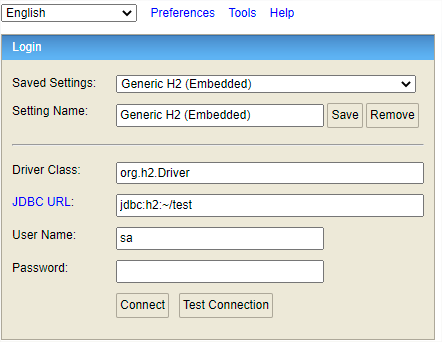 English Preferences Tools Help
Login
Saved Settings: Generic H2 (Embedded)
Setting Name: Generic H2 (Embedded) Save Remove
Driver Class: org.h2.Driver
JDBC URL: jdbc:h2:~/test
User Name: sa
Password:
Connect Test Connection